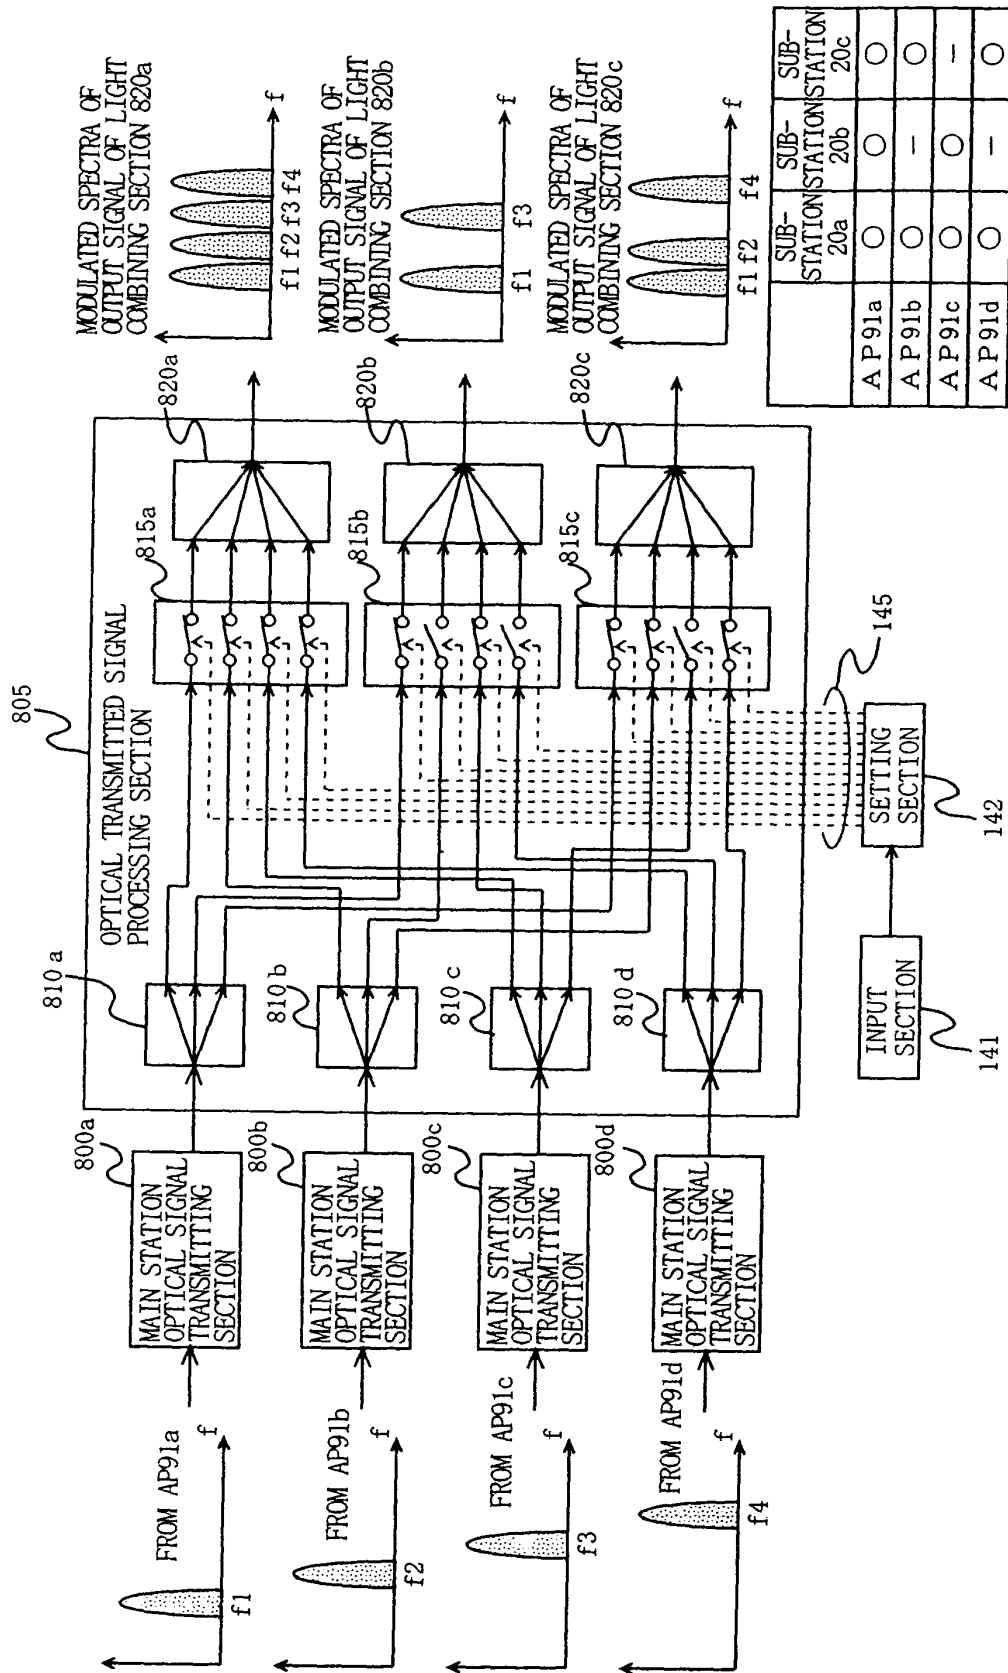 805
OPTICAL TRANSMITTED SIGNAL
PROCESSING SECTION
FROM AP91a
f
f1
MAIN STATION
OPTICAL SIGNAL
TRANSMITTING
SECTION
800a
810a
815a
820a
MODULATED SPECTRA OF
OUTPUT SIGNAL OF LIGHT
COMBINING SECTION 820a
f
f1 f2 f3 f4
FROM AP91b
f
f2
MAIN STATION
OPTICAL SIGNAL
TRANSMITTING
SECTION
800b
810b
815b
820b
MODULATED SPECTRA OF
OUTPUT SIGNAL OF LIGHT
COMBINING SECTION 820b
f
f1
f3
FROM AP91c
f
f3
MAIN STATION
OPTICAL SIGNAL
TRANSMITTING
SECTION
800c
810c
815c
820c
MODULATED SPECTRA OF
OUTPUT SIGNAL OF LIGHT
COMBINING SECTION 820c
f
f1 f2
f4
FROM AP91d
f
f4
MAIN STATION
OPTICAL SIGNAL
TRANSMITTING
SECTION
800d
810d
145
INPUT
SECTION
141
SETTING
SECTION
142
SUB-
STATION
20a
SUB-
STATION
20b
SUB-
STATION
20c
AP91a ○ ○ ○
AP91b ○ – ○
AP91c ○ ○ –
AP91d ○ – ○